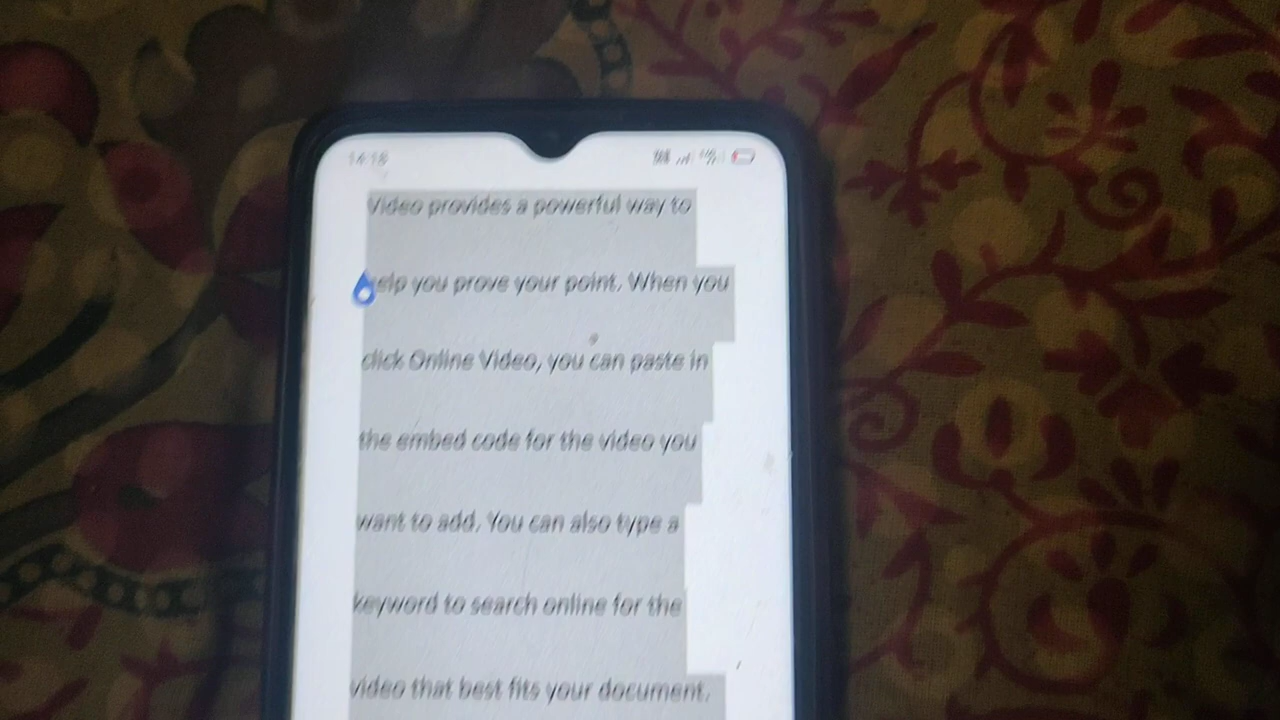 14:18
Video provides a powerful way to
help you prove your point. When you
click Online Video, you can paste in
the embed code for the video you
want to add. You can also type a
keyword to search online for the
video that best fits your document.